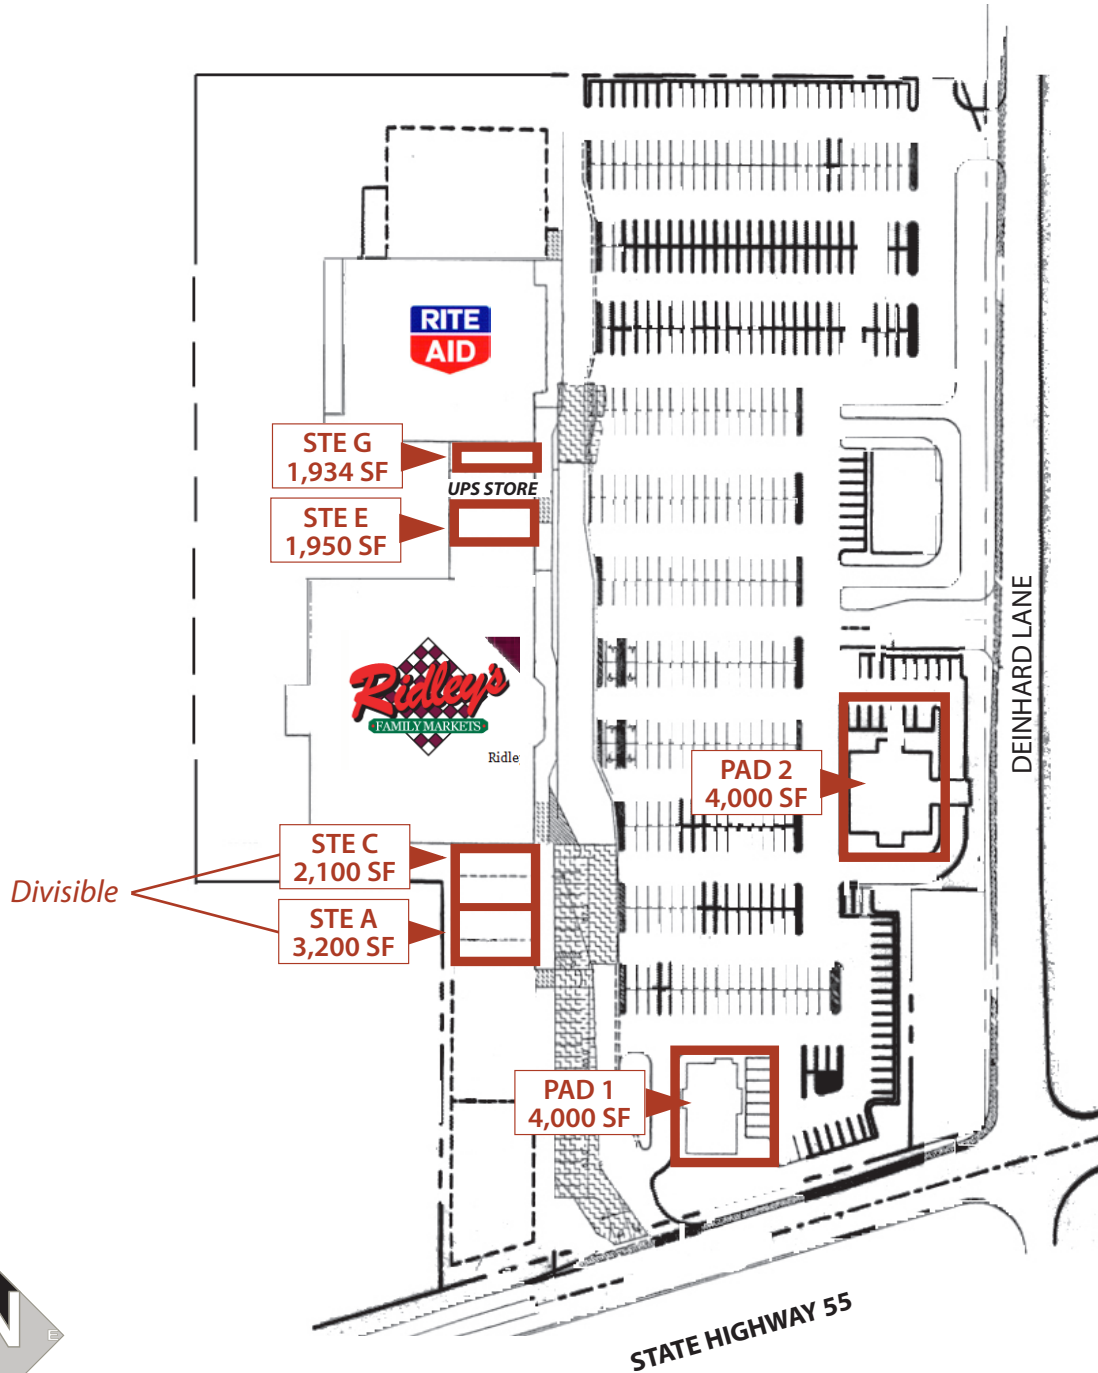 RITE
AID
STE G
1,934 SF
UPS STORE
STE E
1,950 SF
DEINHARD LANE
Ridley's
FAMILY MARKETS
Ridle
PAD 2
4,000 SF
STE C
2,100 SF
Divisible
STE A
3,200 SF
PAD 1
4,000 SF
N
E
STATE HIGHWAY 55